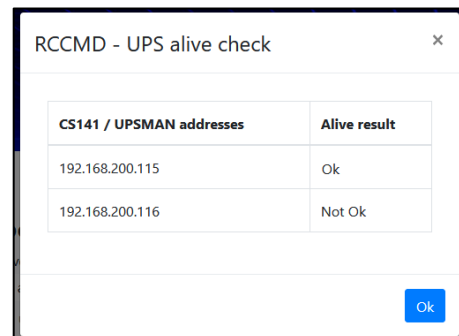 RCCMD - UPS alive check ×
CS141 / UPSMAN addresses Alive result
192.168.200.115 Ok
192.168.200.116 Not Ok
Ok